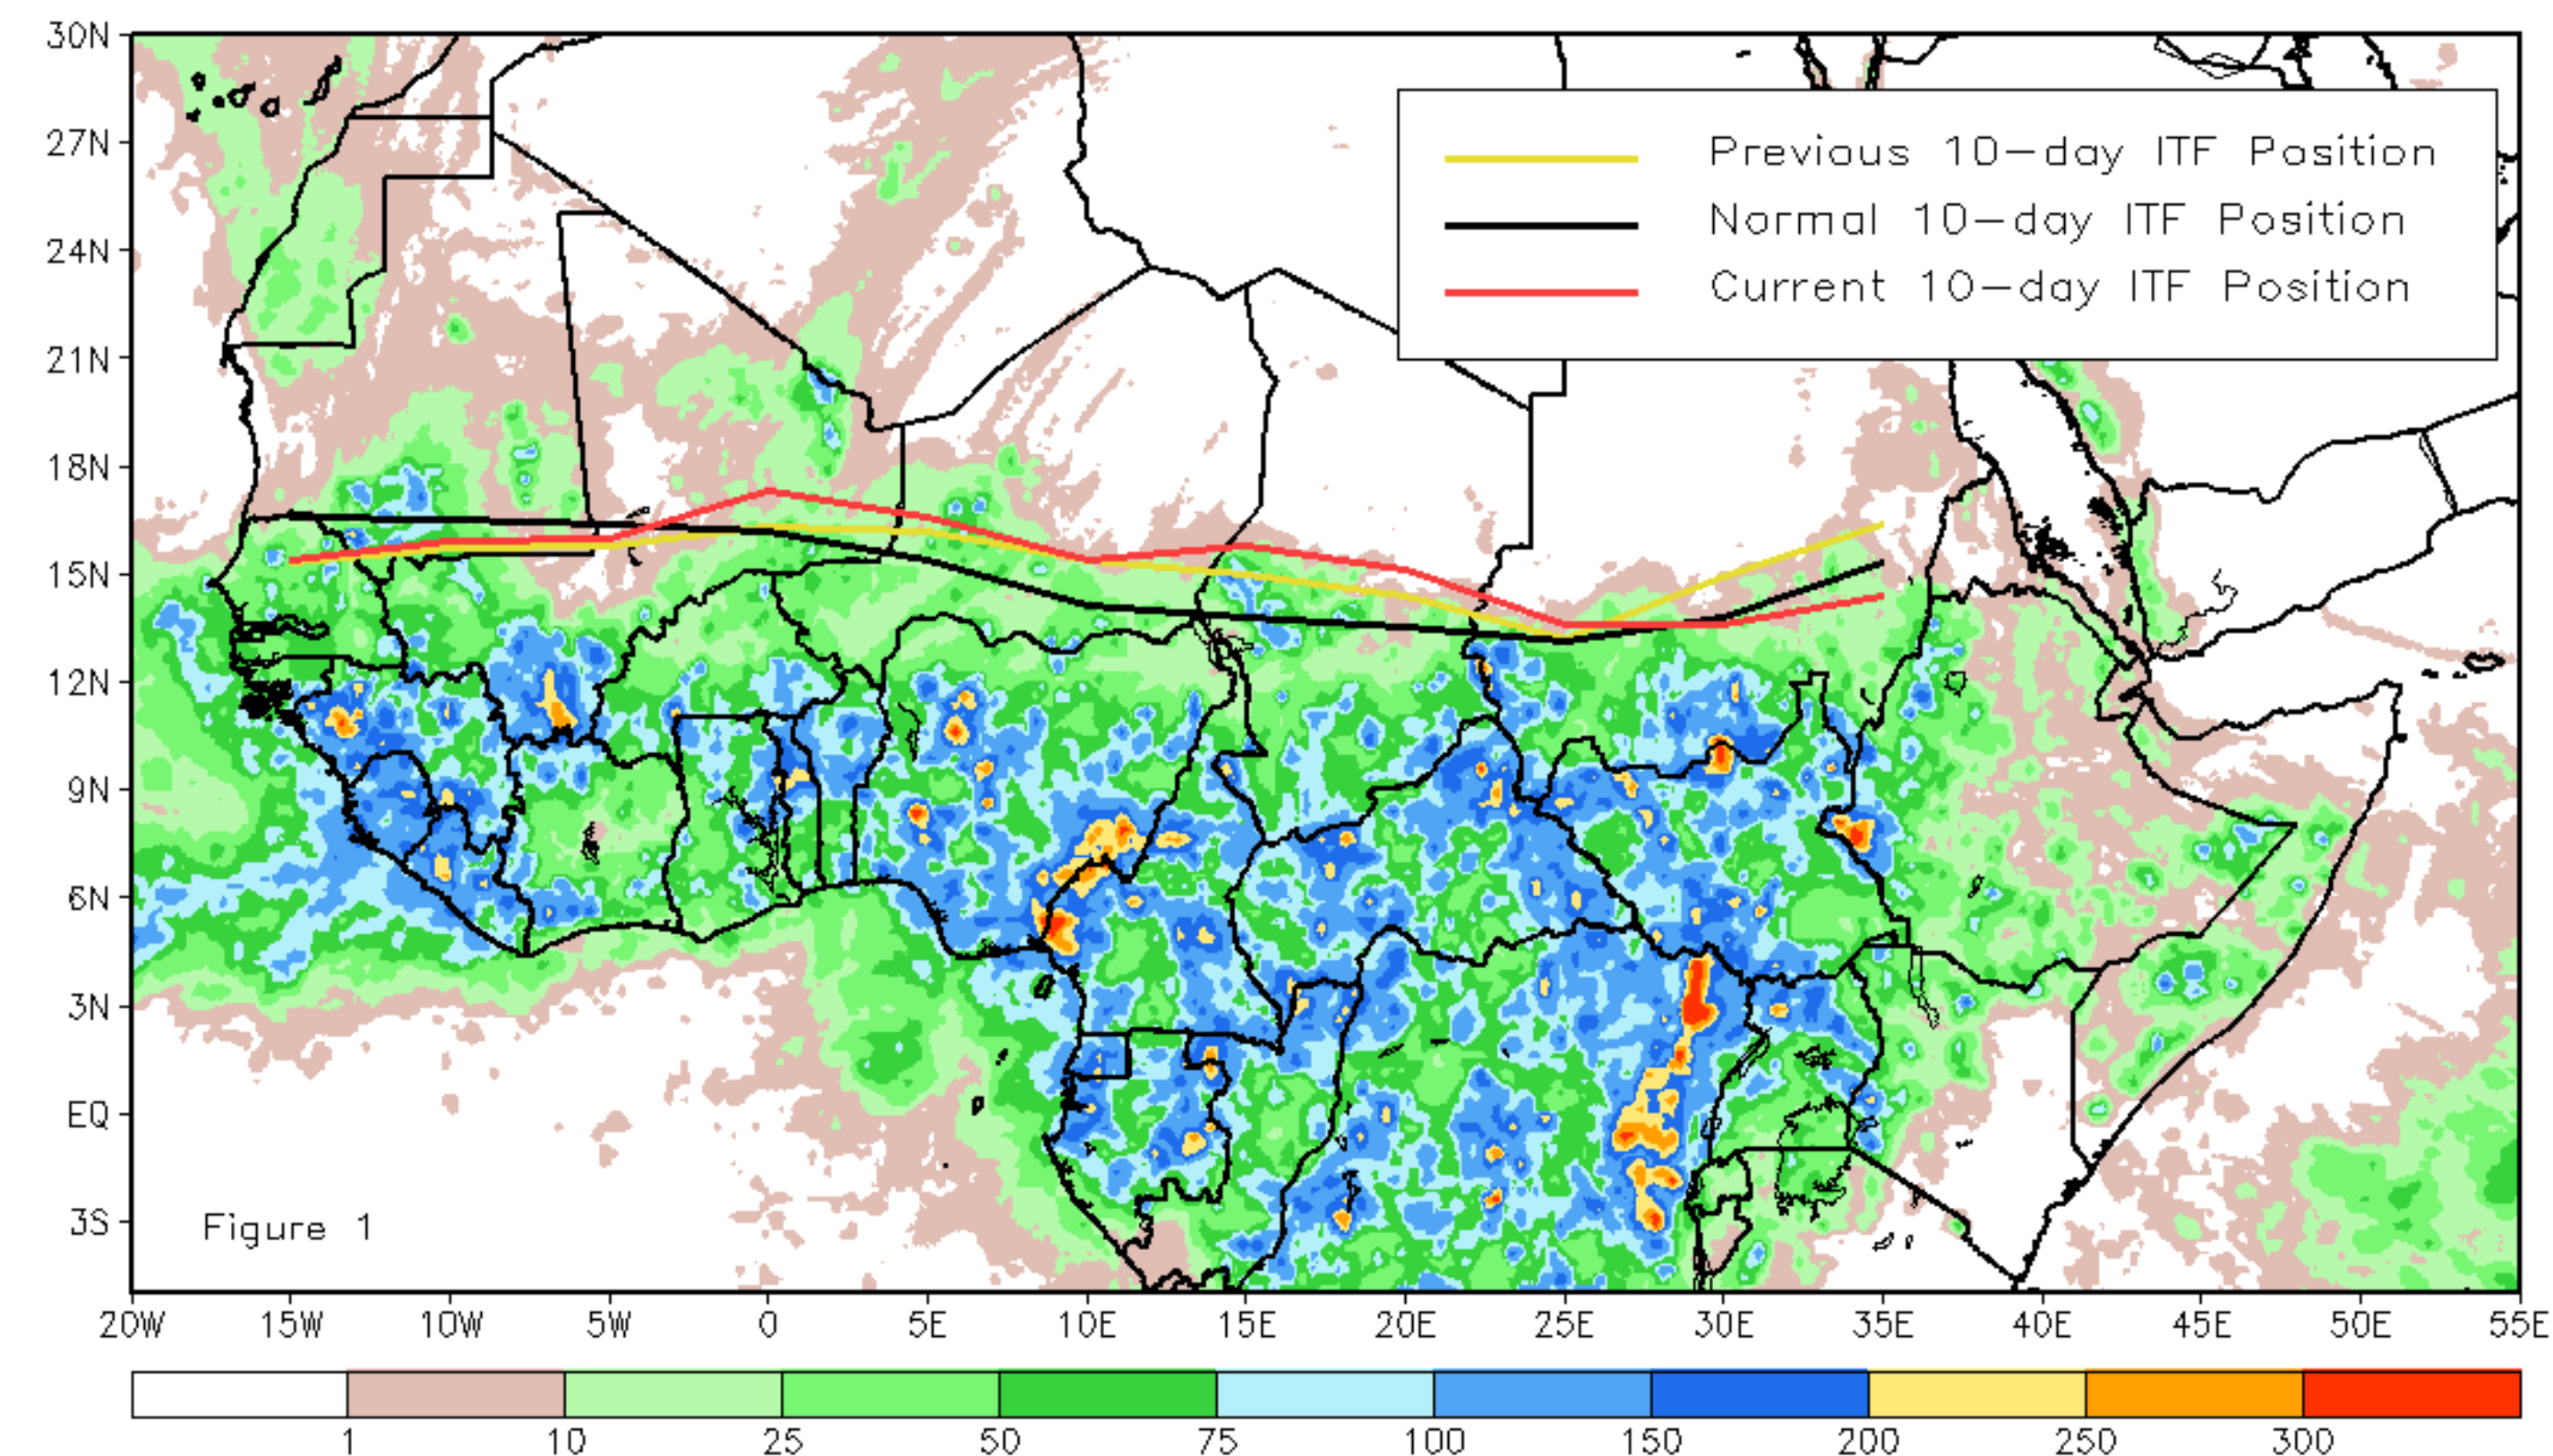 30N
27N
24N
21N
18N
15N
12N
9N
6N
3N
EQ
3S
Previous 10-day ITF Position
Normal 10-day ITF Position
Current 10-day ITF Position
Figure 1
20W 15W 10W 5W 0 5E 10E 15E 20E 25E 30E 35E 40E 45E 50E 55E
1 10 25 50 75 100 150 200 250 300